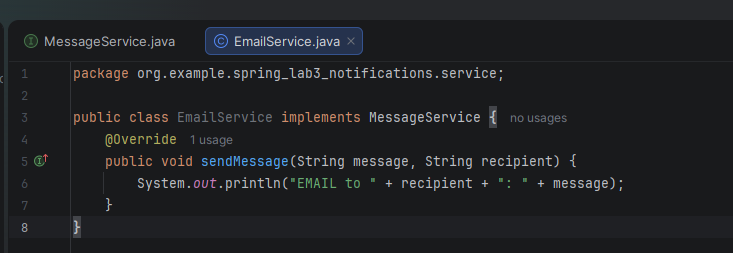 MessageService.java EmailService.java
1 package org.example.spring_lab3_notifications.service;
2
3 public class EmailService implements MessageService { no usages
4 @Override 1 usage
5 public void sendMessage(String message, String recipient) {
6 System.out.println("EMAIL to " + recipient + ": " + message);
7 }
8 }